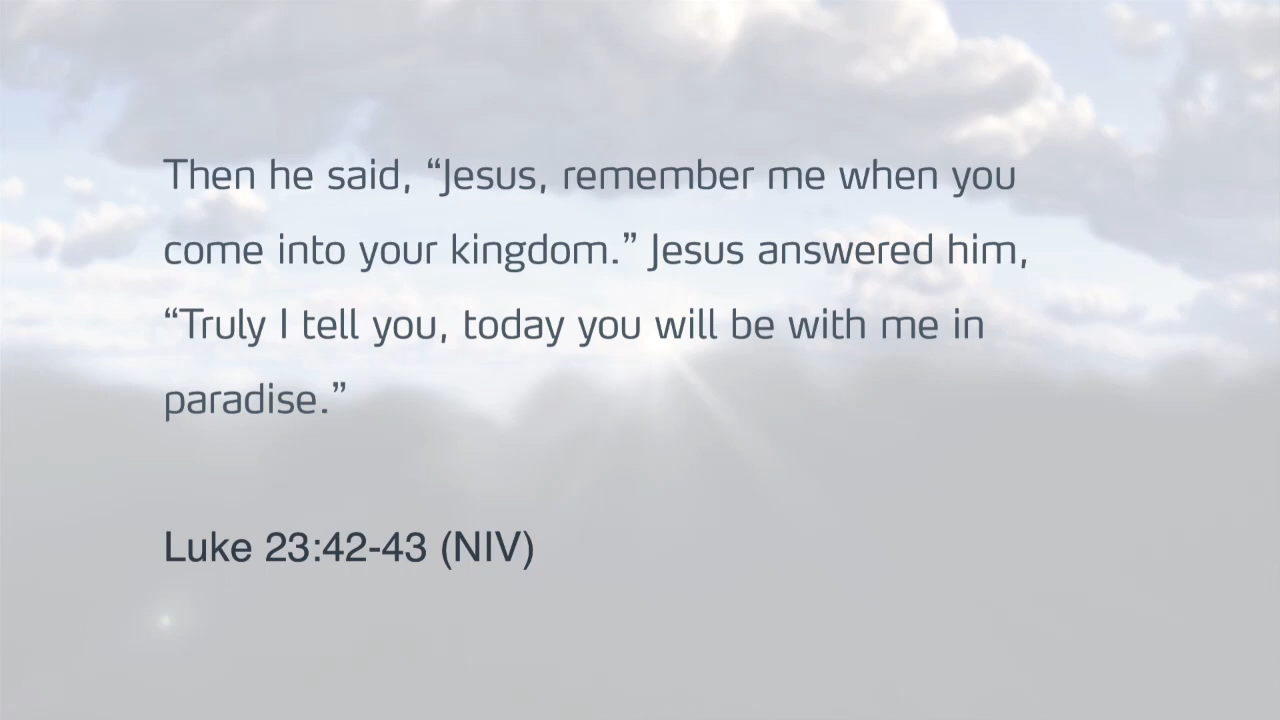 Then he said, “Jesus, remember me when you
come into your kingdom.” Jesus answered him,
“Truly I tell you, today you will be with me in
paradise.”
Luke 23:42-43 (NIV)